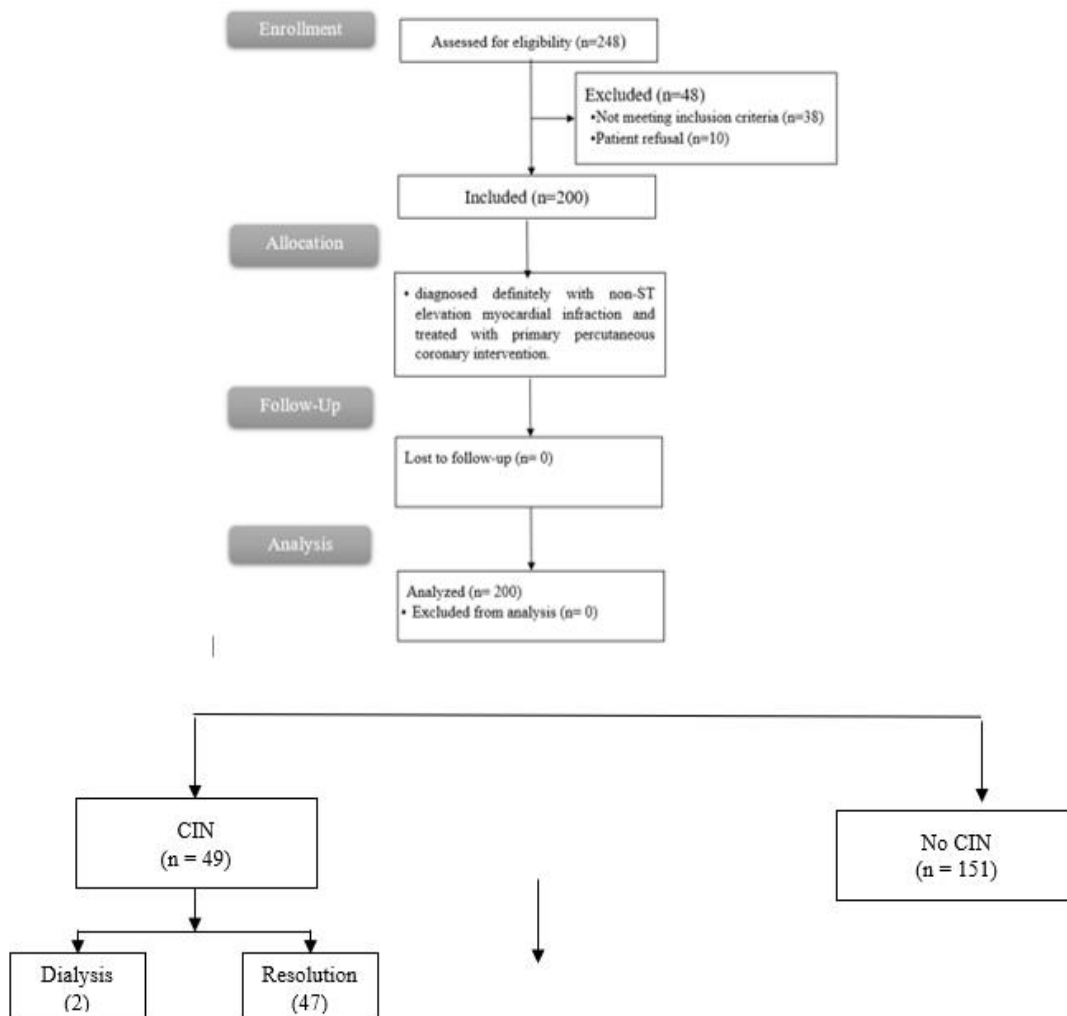 Enrollment
Assessed for eligibility (n=248)
Excluded (n=48)
•Not meeting inclusion criteria (n=38)
•Patient refusal (n=10)
Included (n=200)
Allocation
• diagnosed definitely with non-ST
elevation myocardial infraction and
treated with primary percutaneous
coronary intervention.
Follow-Up
Lost to follow-up (n= 0)
Analysis
Analyzed (n= 200)
• Excluded from analysis (n= 0)
CIN
(n = 49)
No CIN
(n = 151)
Dialysis
(2)
Resolution
(47)